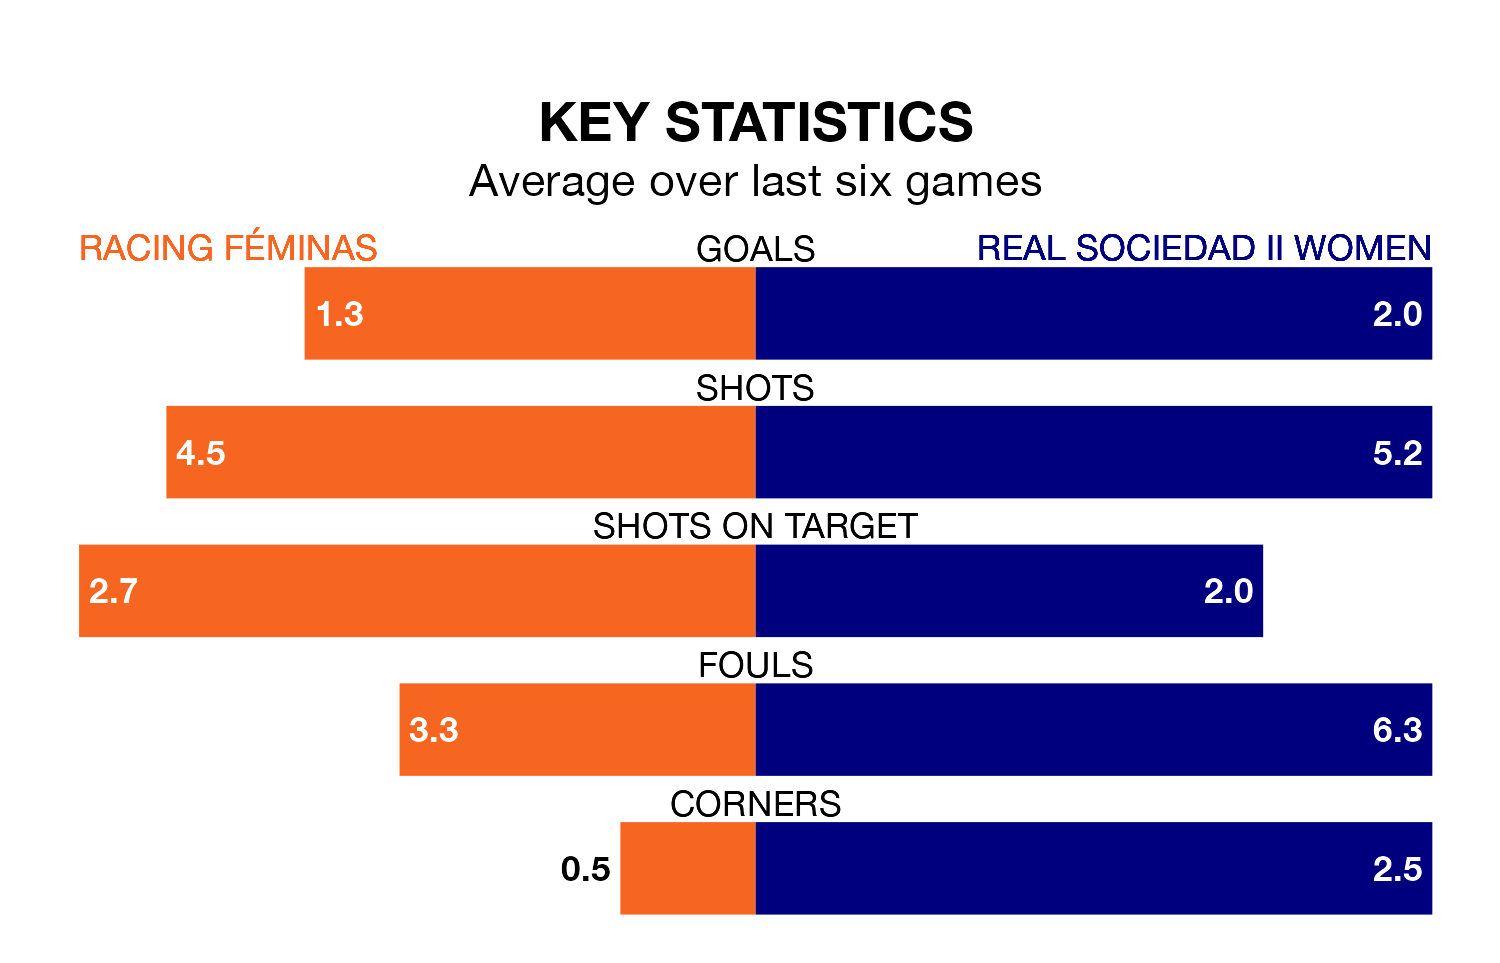 KEY STATISTICS
Average over last six games
RACING FÉMINAS GOALS REAL SOCIEDAD II WOMEN
1.3 2.0
SHOTS
4.5 5.2
SHOTS ON TARGET
2.7 2.0
FOULS
3.3 6.3
CORNERS
0.5 2.5